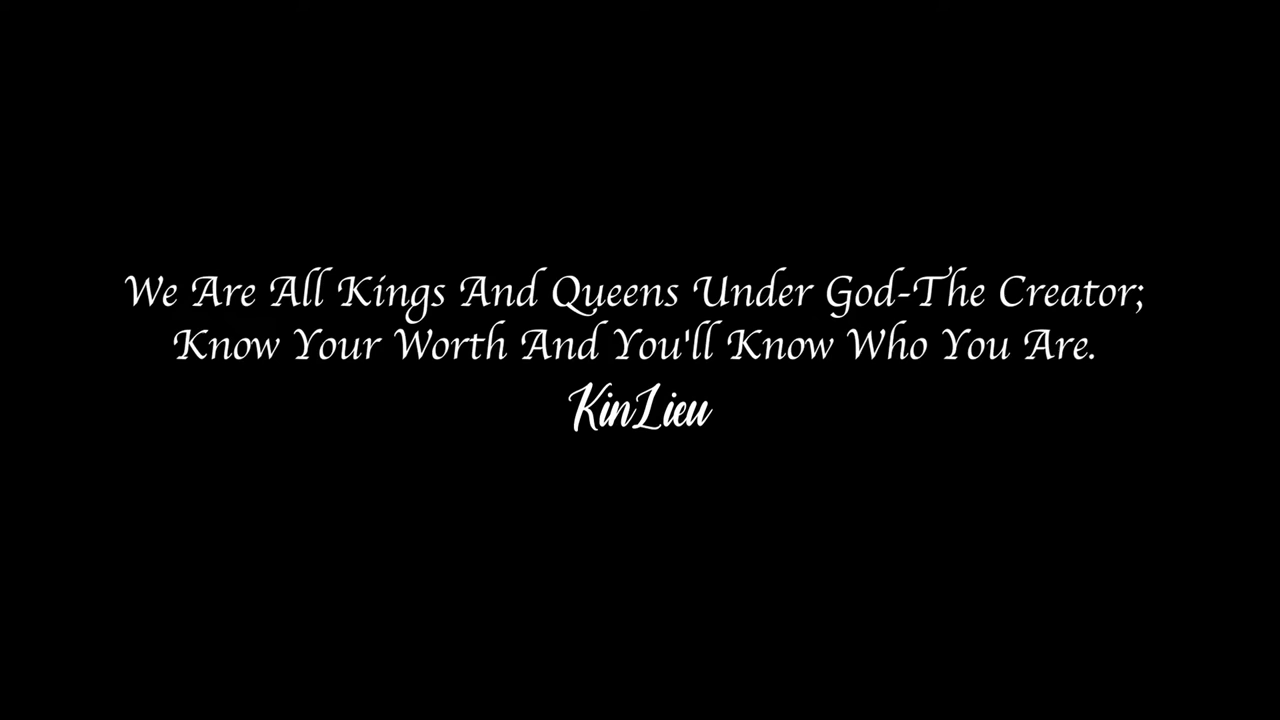 We Are All Kings And Queens Under God-The Creator;
Know Your Worth And You'll Know Who You Are.
KinLieu